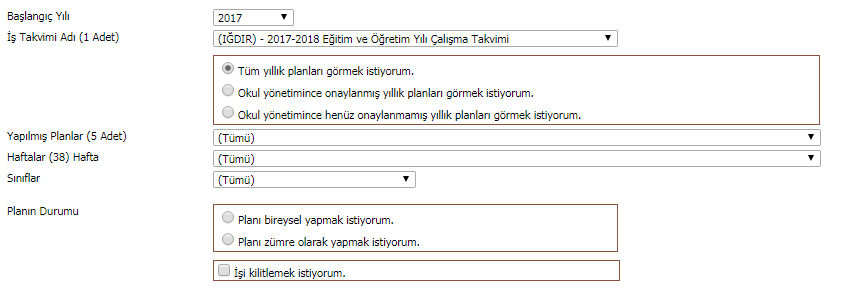 Başlangıç Yılı 2017
İş Takvimi Adı (1 Adet) (IĞDIR) - 2017-2018 Eğitim ve Öğretim Yılı Çalışma Takvimi
Tüm yıllık planları görmek istiyorum.
Okul yönetimince onaylanmış yıllık planları görmek istiyorum.
Okul yönetimince henüz onaylanmamış yıllık planları görmek istiyorum.
Yapılmış Planlar (5 Adet) (Tümü)
Haftalar (38) Hafta (Tümü)
Sınıflar (Tümü)
Planın Durumu
Planı bireysel yapmak istiyorum.
Planı zümre olarak yapmak istiyorum.
İşi kilitlemek istiyorum.